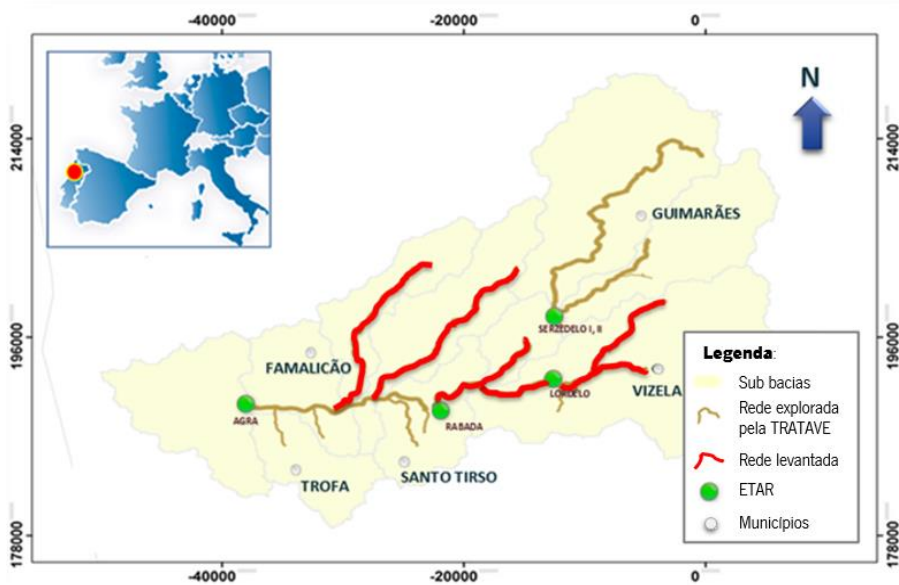 -40000 -20000 0
N
214000 214000
GUIMARÃES
SERZEDELO I, II
196000 196000
FAMALICÃO
LORDELO
VIZELA
AGRA
RABADA
SANTO TIRSO
TROFA
Legenda:
Sub bacias
Rede explorada
pela TRATAVE
Rede levantada
ETAR
Municípios
178000 178000
-40000 -20000 0